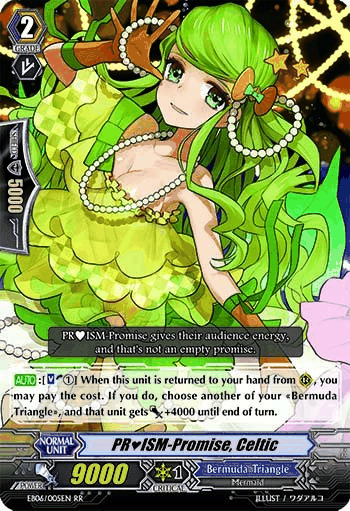 2
GRADE
5000
SHIELD
PR♥ISM-Promise gives their audience energy,
and that's not an empty promise.
AUTO:[V ①] When this unit is returned to your hand from , you
may pay the cost. If you do, choose another of your «Bermuda
Triangle», and that unit gets +4000 until end of turn.
NORMAL
UNIT
PR♥ISM-Promise, Celtic
POWER
9000
1
CRITICAL
Bermuda Triangle
Mermaid
EB06/005EN RR
ILLUST / ワダアルコ